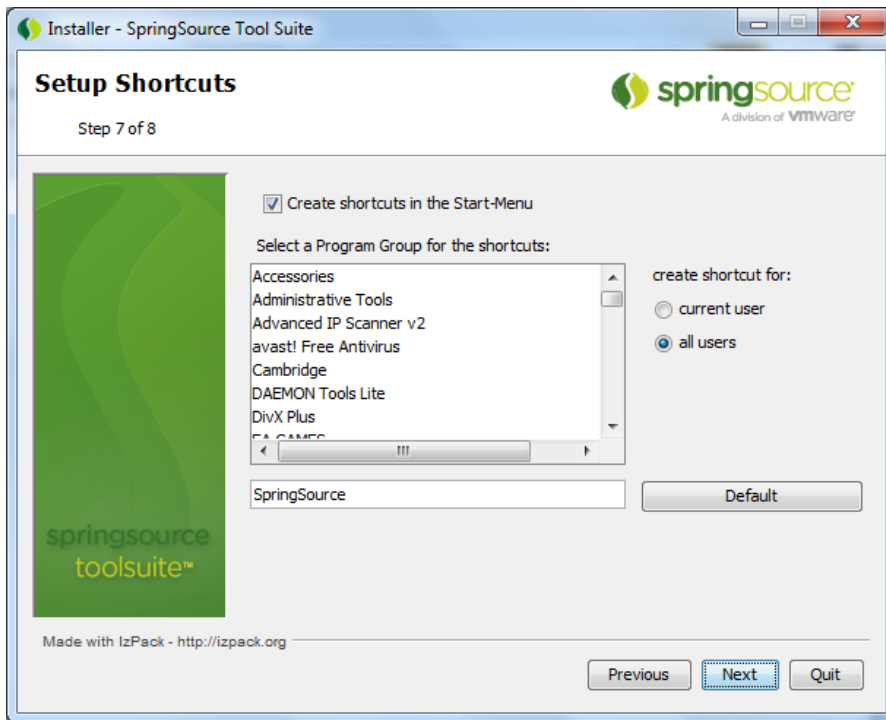 Installer - SpringSource Tool Suite
Setup Shortcuts
Step 7 of 8
springsource
A division of vmware
Create shortcuts in the Start-Menu
Select a Program Group for the shortcuts:
Accessories
Administrative Tools
Advanced IP Scanner v2
avast! Free Antivirus
Cambridge
DAEMON Tools Lite
DivX Plus
EA GAMES
create shortcut for:
current user
all users
SpringSource
Default
springsource
toolsuite™
Made with IzPack - http://izpack.org
Previous
Next
Quit